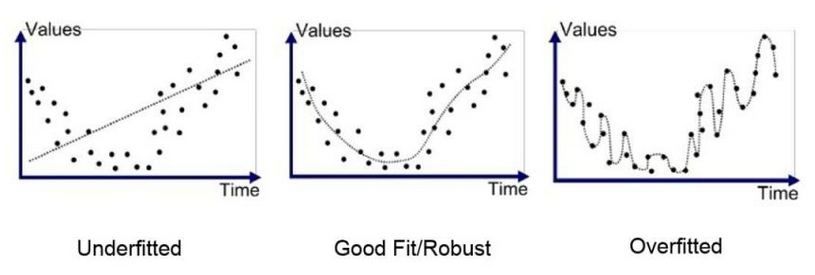 Values
Time
Underfitted
Values
Time
Good Fit/Robust
Values
Time
Overfitted